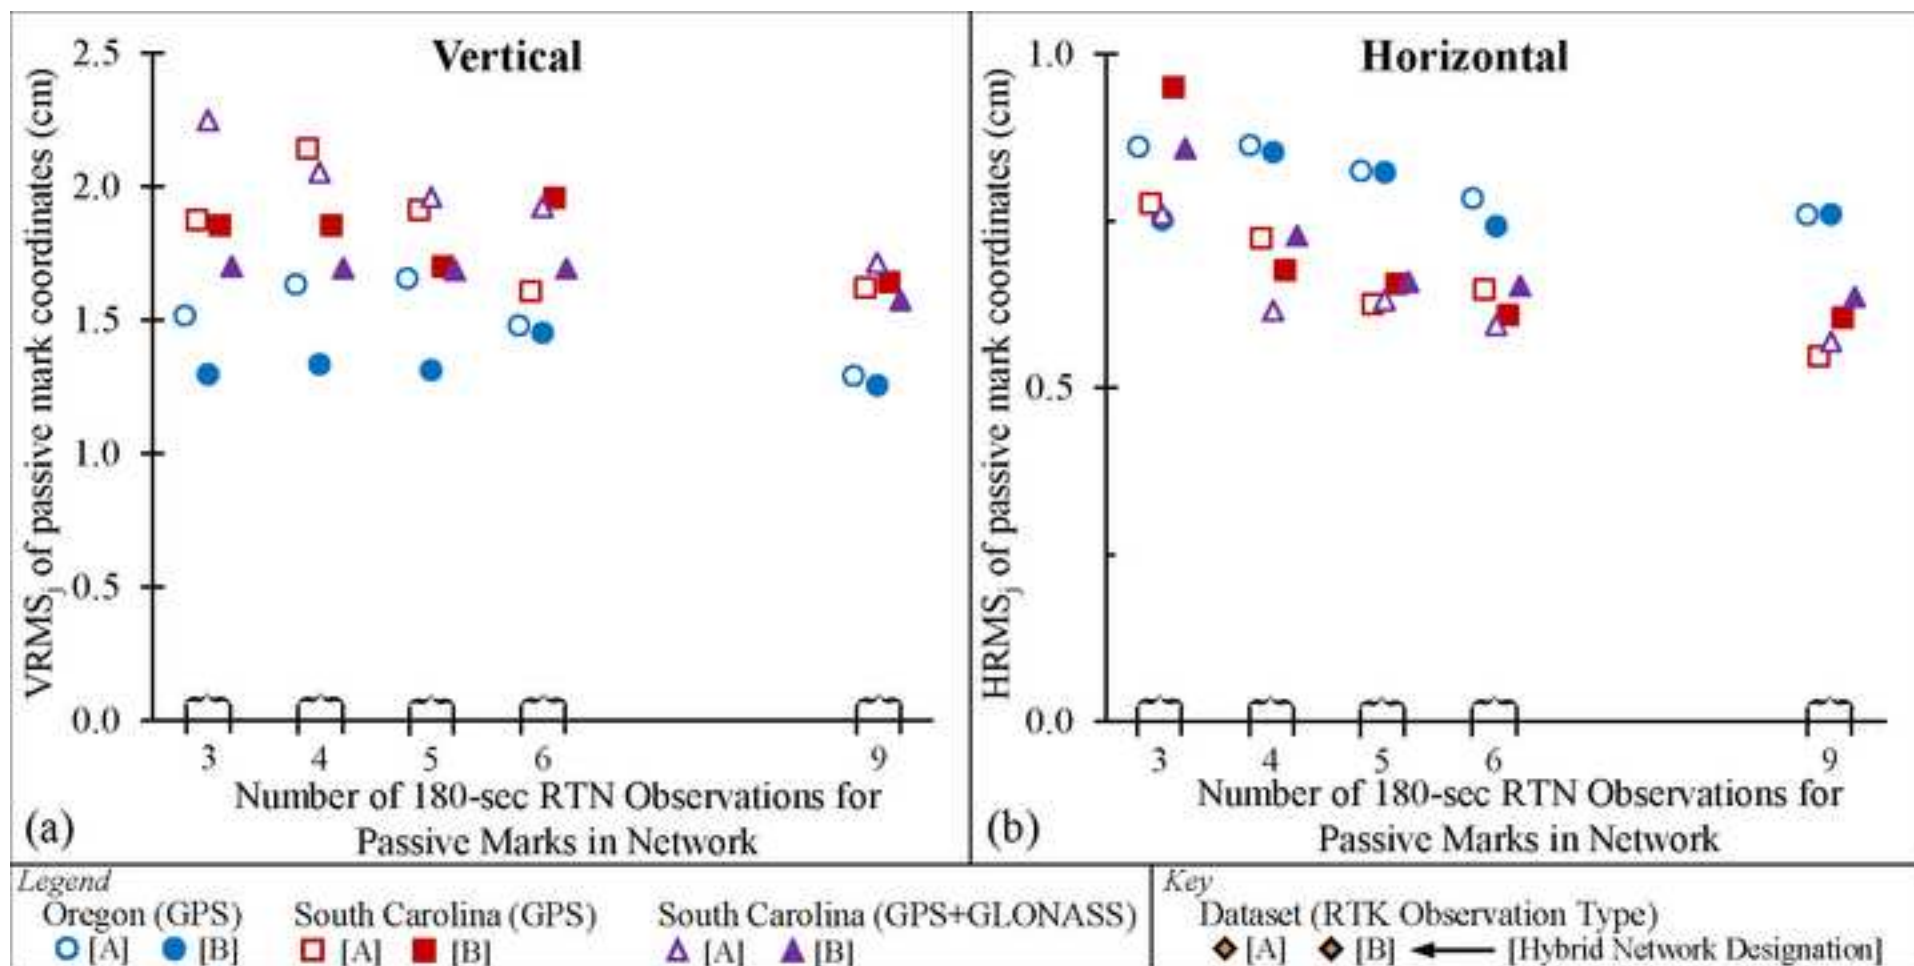 Vertical
2.5
2.0
1.5
1.0
0.5
0.0
VRMSj of passive mark coordinates (cm)
3 4 5 6 9
Number of 180-sec RTN Observations for
Passive Marks in Network
(a)
Horizontal
1.0
0.5
0.0
HRMSj of passive mark coordinates (cm)
3 4 5 6 9
Number of 180-sec RTN Observations for
Passive Marks in Network
(b)
Legend
Oregon (GPS) South Carolina (GPS) South Carolina (GPS+GLONASS)
[A] [B] [A] [B] [A] [B]
Key
Dataset (RTK Observation Type)
[A] [B] [Hybrid Network Designation]